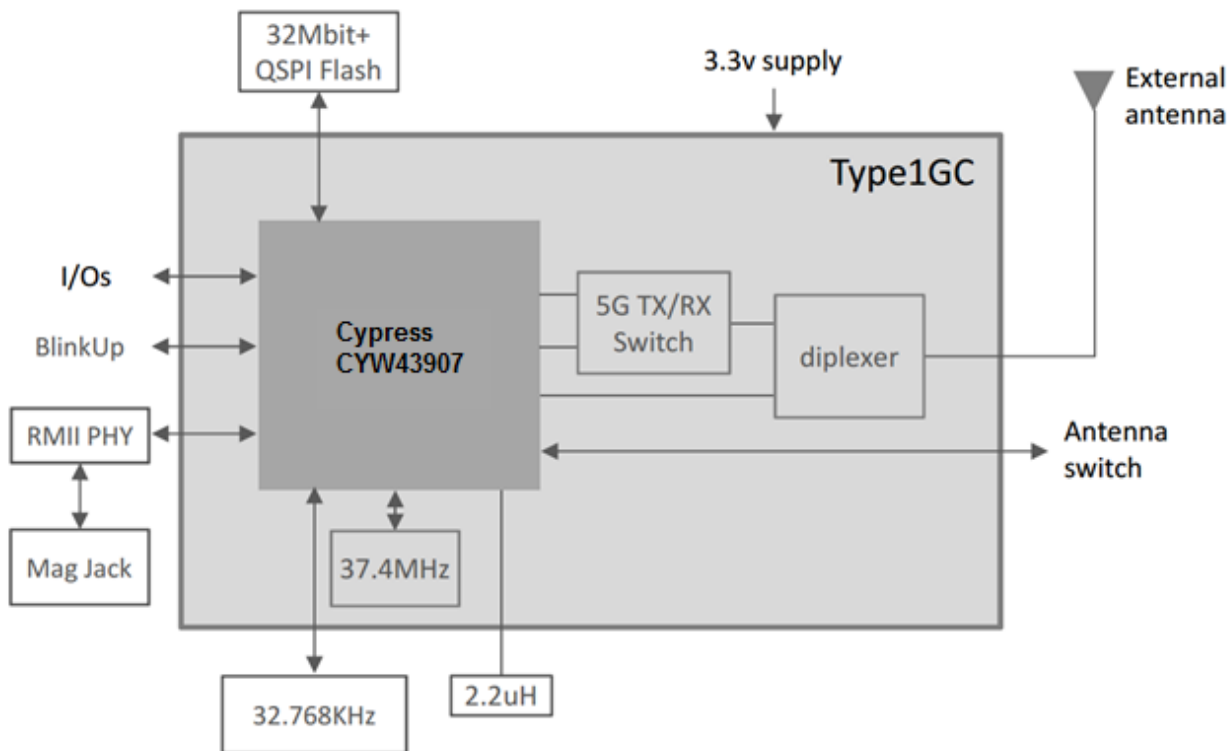 32Mbit+
QSPI Flash
3.3v supply
External
antenna
Type1GC
I/Os
5G TX/RX
Switch
Cypress
CYW43907
BlinkUp
diplexer
RMII PHY
Antenna
switch
Mag Jack
37.4MHz
2.2uH
32.768KHz